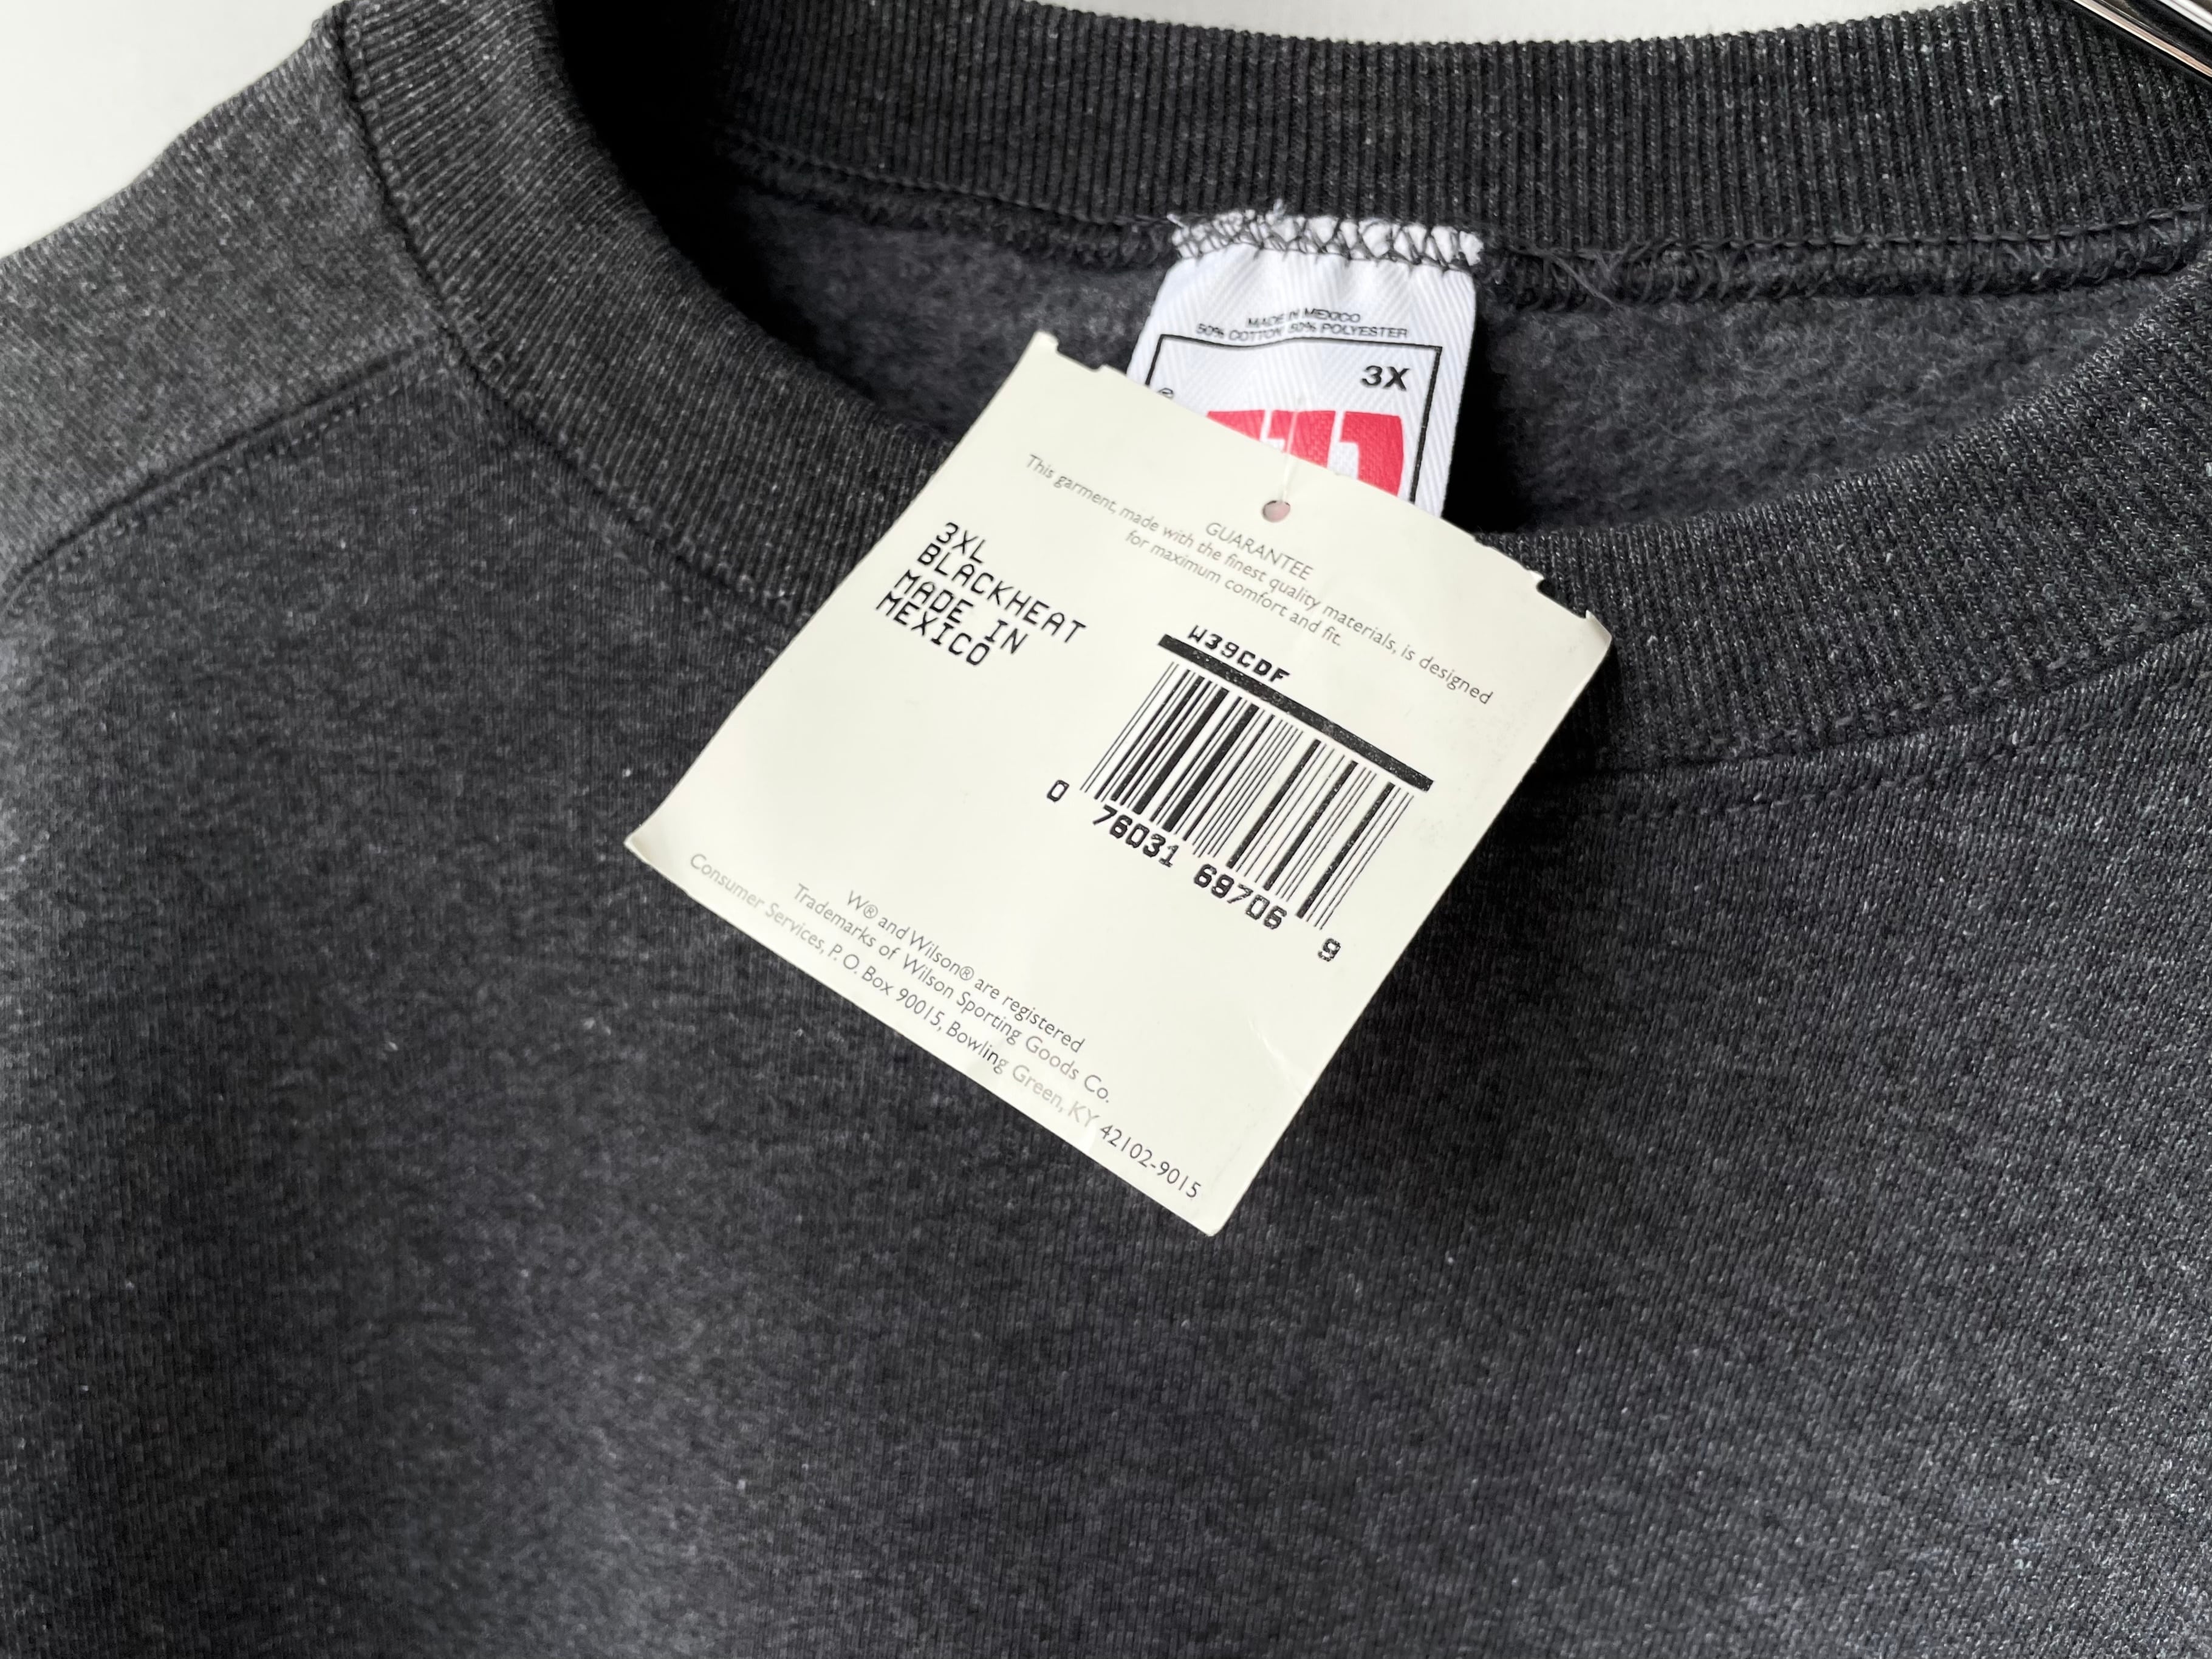 MADE IN MEXICO
50% COTTON 50% POLYESTER
3X
GUARANTEE
This garment, made with the finest quality materials, is designed
for maximum comfort and fit.
3XL
BLACKHEAT
MADE IN
MEXICO
W39CDF
0 76031 69706 9
W® and Wilson® are registered
Trademarks of Wilson Sporting Goods Co.
Consumer Services, P. O. Box 90015, Bowling Green, KY 42102-9015